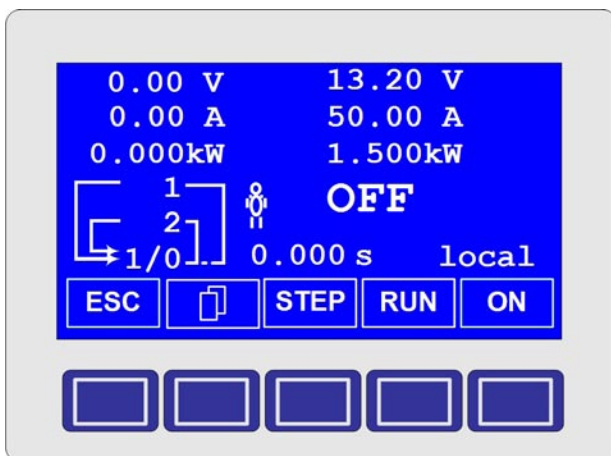 0.00 V 13.20 V
0.00 A 50.00 A
0.000kW 1.500kW
1 OFF
2
1/0 0.000 s local
ESC STEP RUN ON